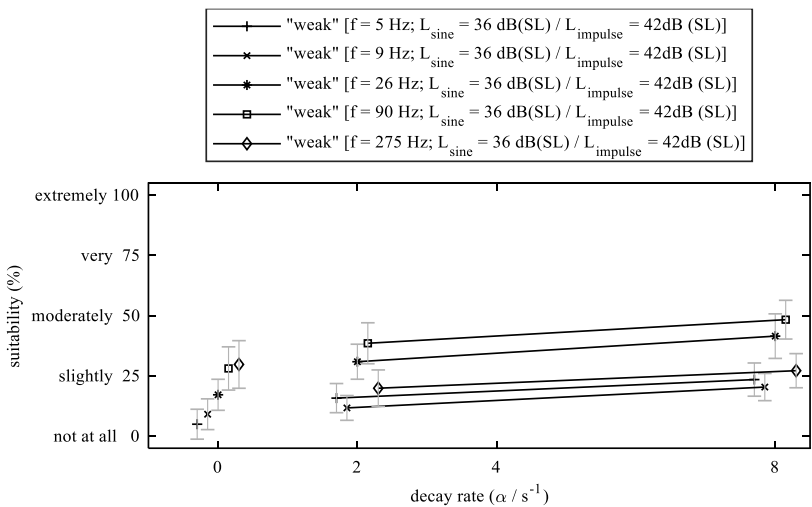 "weak" [f = 5 Hz; L_sine = 36 dB(SL) / L_impulse = 42dB (SL)]
"weak" [f = 9 Hz; L_sine = 36 dB(SL) / L_impulse = 42dB (SL)]
"weak" [f = 26 Hz; L_sine = 36 dB(SL) / L_impulse = 42dB (SL)]
"weak" [f = 90 Hz; L_sine = 36 dB(SL) / L_impulse = 42dB (SL)]
"weak" [f = 275 Hz; L_sine = 36 dB(SL) / L_impulse = 42dB (SL)]
extremely 100
very 75
moderately 50
slightly 25
not at all 0
suitability (%)
0 2 4 8
decay rate (α / s^-1)